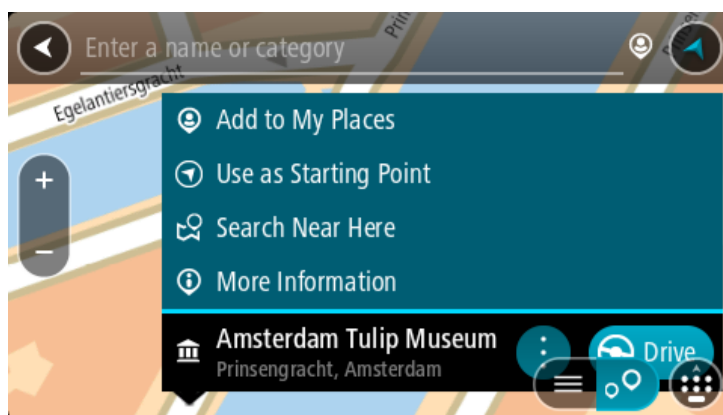 Enter a name or category
Egelantiersgracht
Add to My Places
Use as Starting Point
Search Near Here
More Information
Amsterdam Tulip Museum
Prinsengracht, Amsterdam
Drive